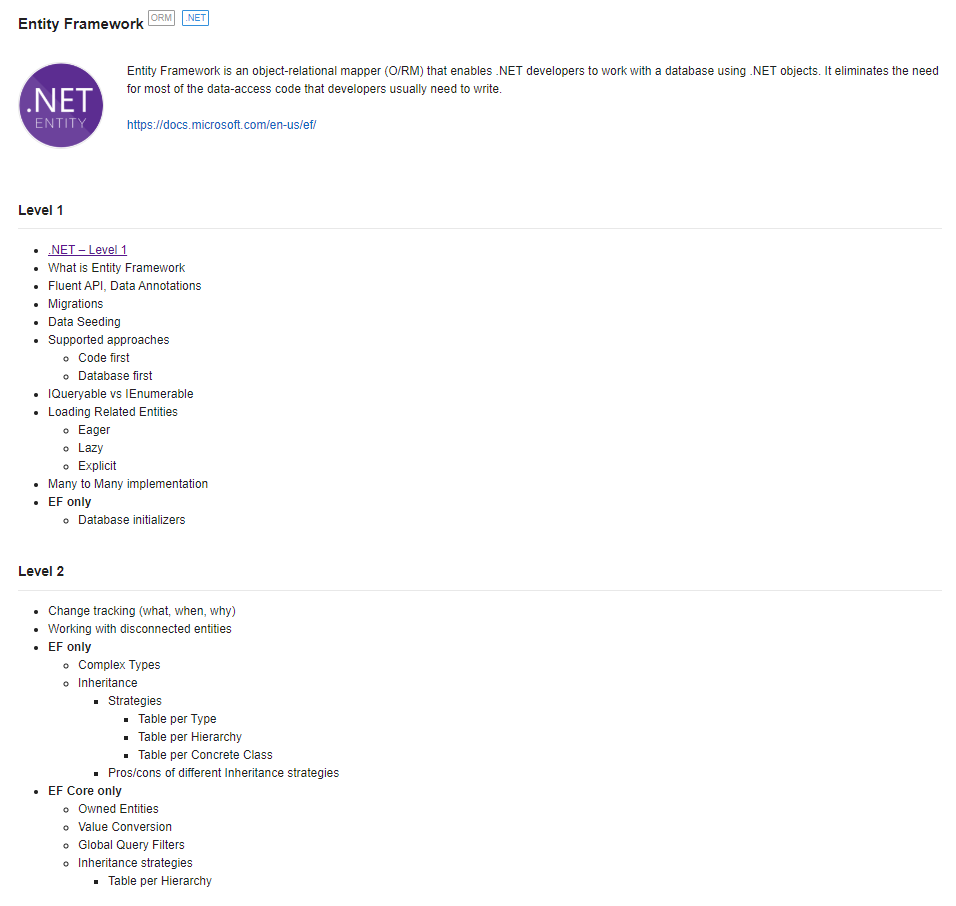 Entity Framework ORM .NET
.NET
ENTITY
Entity Framework is an object-relational mapper (O/RM) that enables .NET developers to work with a database using .NET objects. It eliminates the need
for most of the data-access code that developers usually need to write.
https://docs.microsoft.com/en-us/ef/
Level 1
.NET – Level 1
What is Entity Framework
Fluent API, Data Annotations
Migrations
Data Seeding
Supported approaches
Code first
Database first
IQueryable vs IEnumerable
Loading Related Entities
Eager
Lazy
Explicit
Many to Many implementation
EF only
Database initializers
Level 2
Change tracking (what, when, why)
Working with disconnected entities
EF only
Complex Types
Inheritance
Strategies
Table per Type
Table per Hierarchy
Table per Concrete Class
Pros/cons of different Inheritance strategies
EF Core only
Owned Entities
Value Conversion
Global Query Filters
Inheritance strategies
Table per Hierarchy